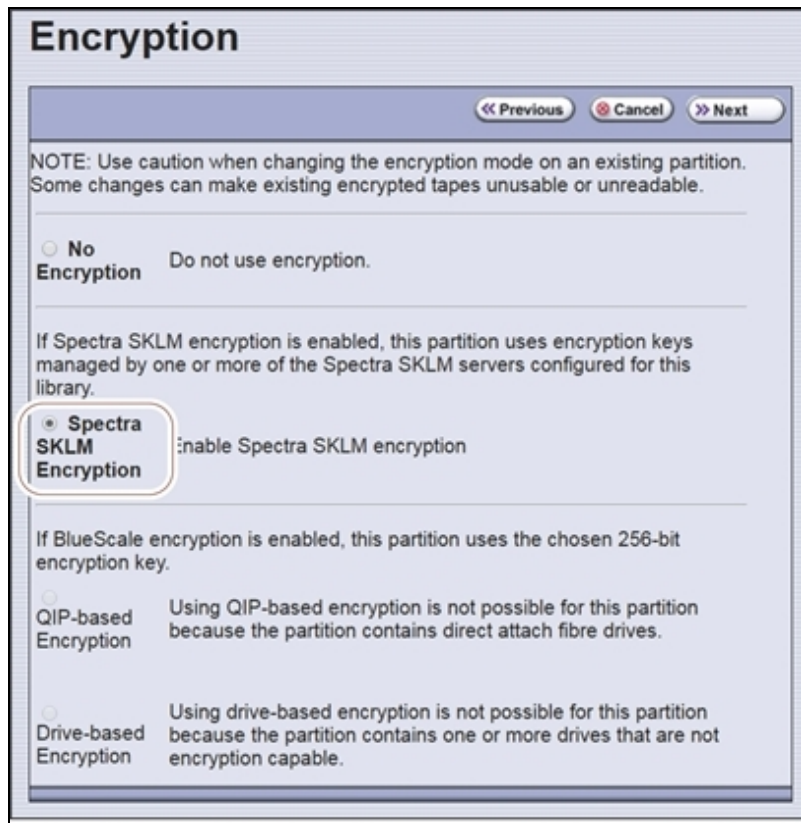 Encryption
Previous Cancel Next
NOTE: Use caution when changing the encryption mode on an existing partition.
Some changes can make existing encrypted tapes unusable or unreadable.
No
Encryption
Do not use encryption.
If Spectra SKLM encryption is enabled, this partition uses encryption keys
managed by one or more of the Spectra SKLM servers configured for this
library.
Spectra
SKLM
Encryption
Enable Spectra SKLM encryption
If BlueScale encryption is enabled, this partition uses the chosen 256-bit
encryption key.
QIP-based
Encryption
Using QIP-based encryption is not possible for this partition
because the partition contains direct attach fibre drives.
Drive-based
Encryption
Using drive-based encryption is not possible for this partition
because the partition contains one or more drives that are not
encryption capable.